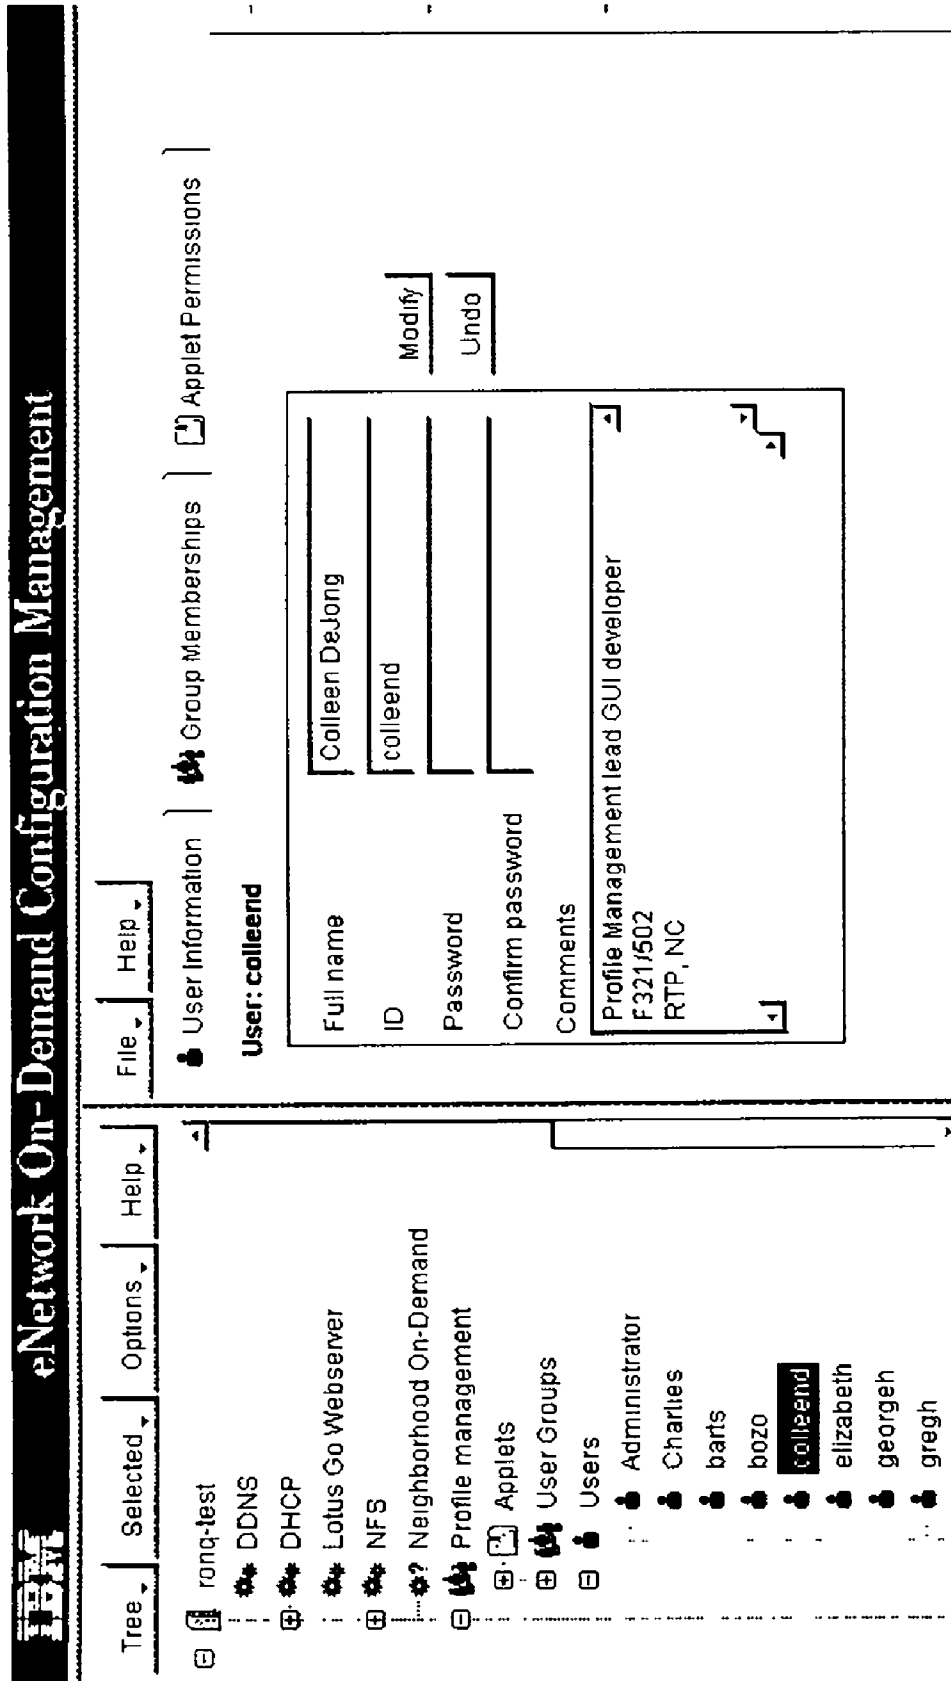 IBM eNetwork On-Demand Configuration Management
Tree Selected Options Help
ronq-test
DDNS
DHCP
Lotus Go Webserver
NFS
? Neighborhood On-Demand
Profile management
Applets
User Groups
Users
Administrator
Charlies
barts
bozo
colleend
elizabeth
georgeh
gregh
File Help
User Information Group Memberships Applet Permissions
User: colleend
Full name Colleen DeJong
ID colleend
Modify
Password
Undo
Confirm password
Comments
Profile Management lead GUI developer
F321/502
RTP, NC